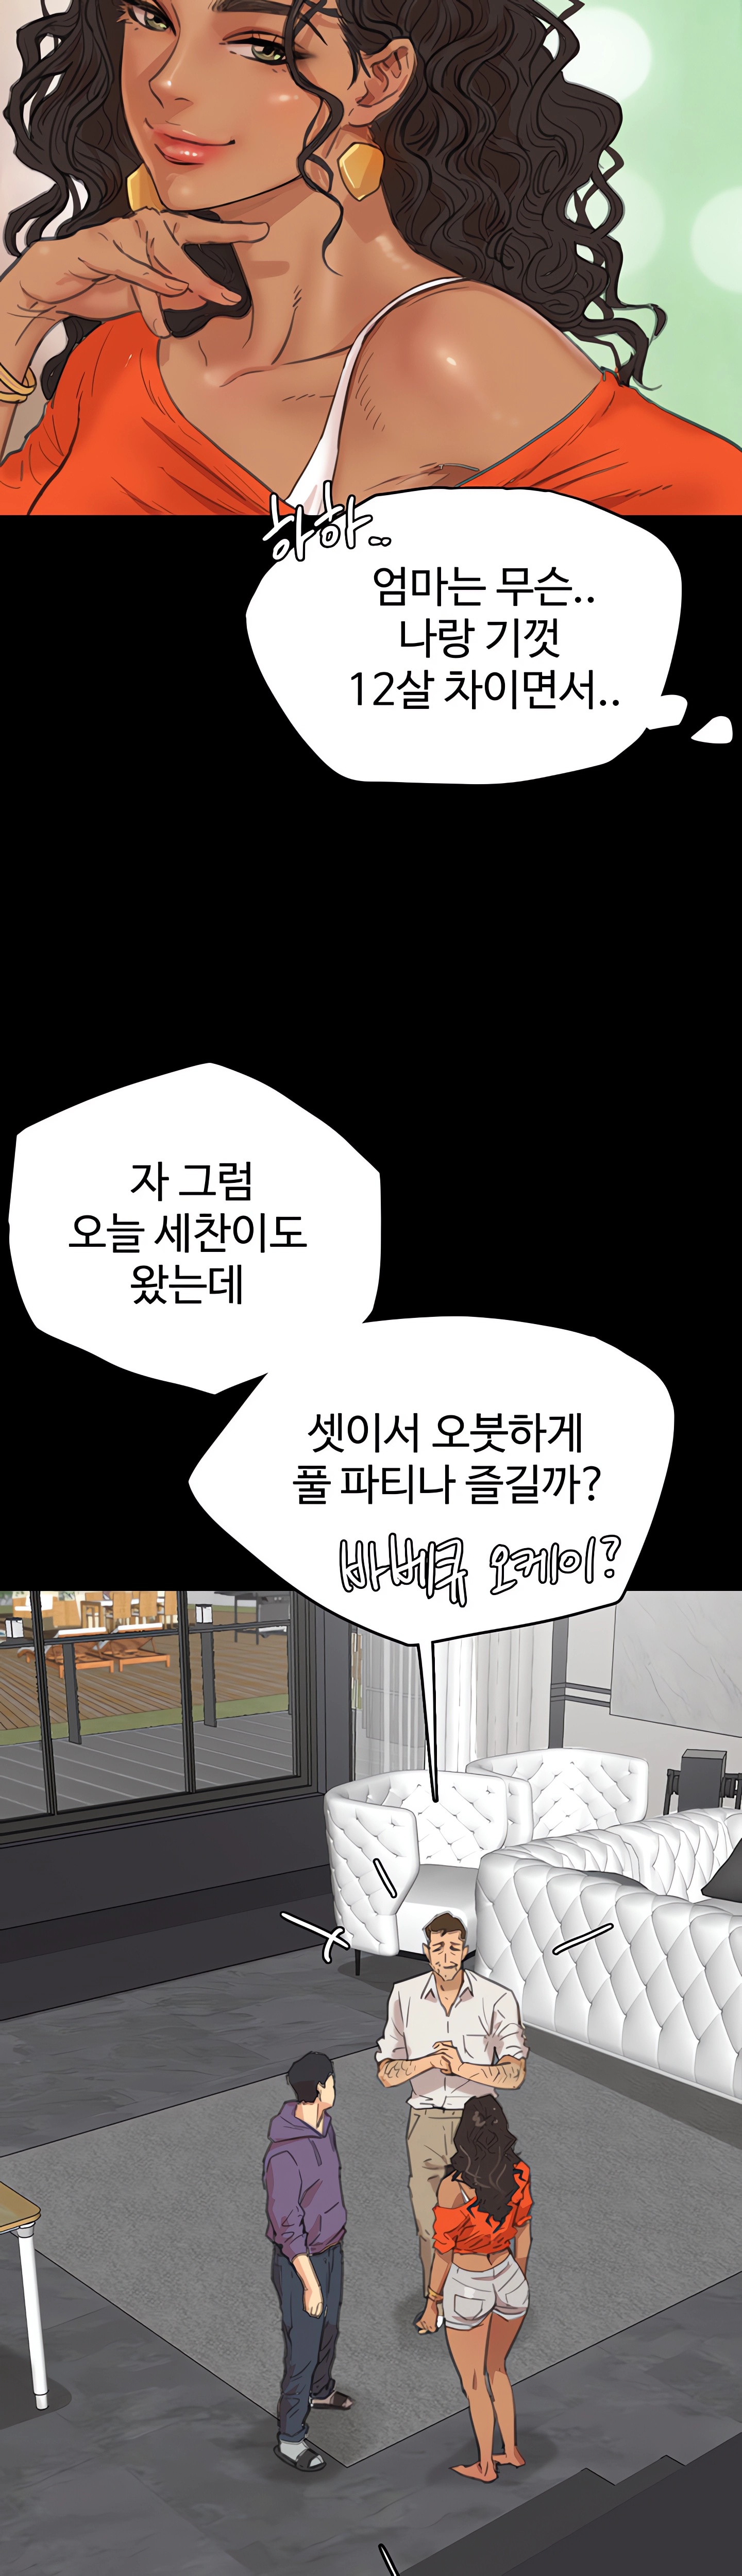 하하..
엄마는 무슨..
나랑 기껏
12살 차이면서..
자 그럼
오늘 세찬이도
왔는데
셋이서 오붓하게
풀 파티나 즐길까?
바베큐 오케이?